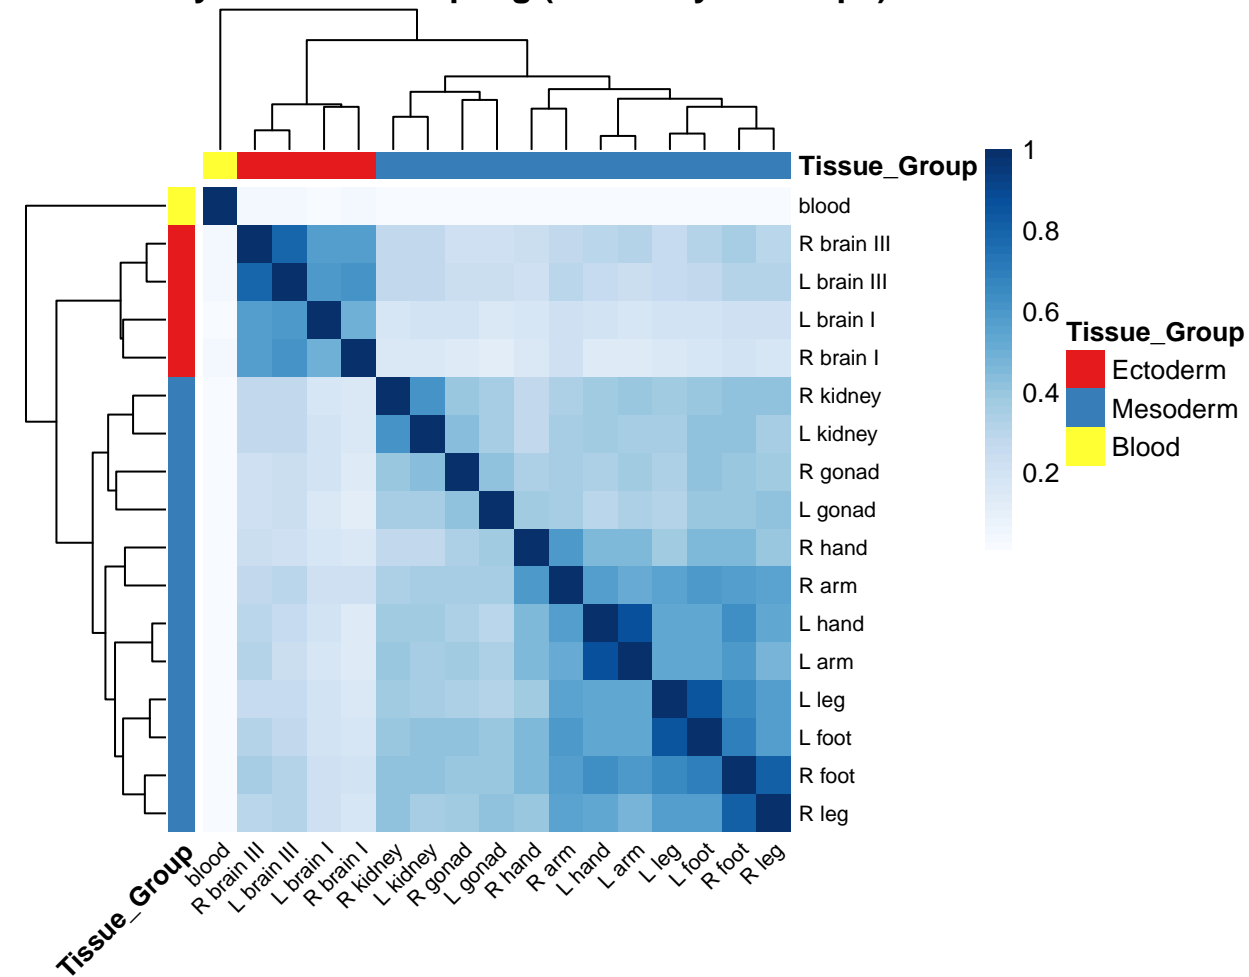 Tissue_Group
1
0.8
0.6
0.4
0.2
Tissue_Group
Ectoderm
Mesoderm
Blood
blood
R brain III
L brain III
L brain I
R brain I
R kidney
L kidney
R gonad
L gonad
R hand
R arm
L hand
L arm
L leg
L foot
R foot
R leg
Tissue_Group
blood
R brain III
L brain III
L brain I
R brain I
R kidney
L kidney
R gonad
L gonad
R hand
R arm
L hand
L arm
L leg
L foot
R foot
R leg